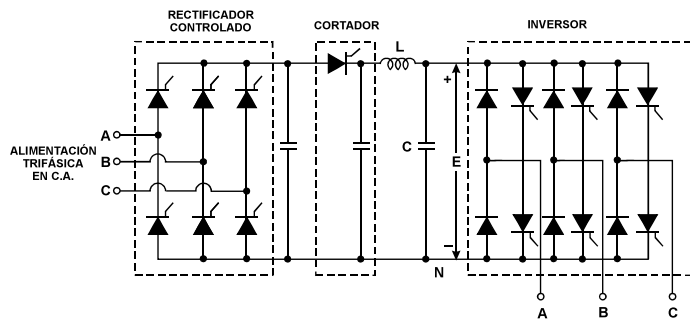 RECTIFICADOR
CONTROLADO
CORTADOR
INVERSOR
L
+
A
ALIMENTACIÓN
TRIFÁSICA
EN C.A.
B
C
C
E
−
N
A
B
C